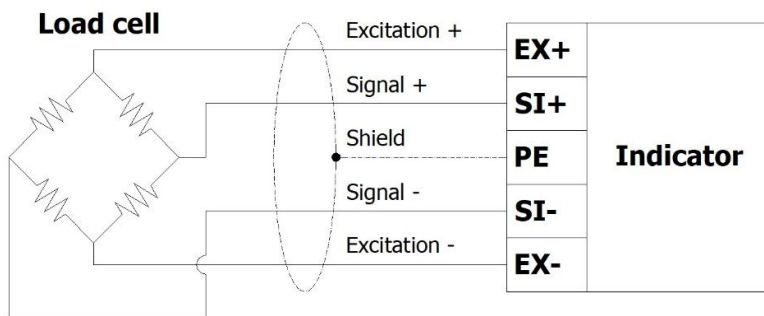 Load cell
Excitation +
EX+
Signal +
SI+
Shield
PE
Indicator
Signal -
SI-
Excitation -
EX-